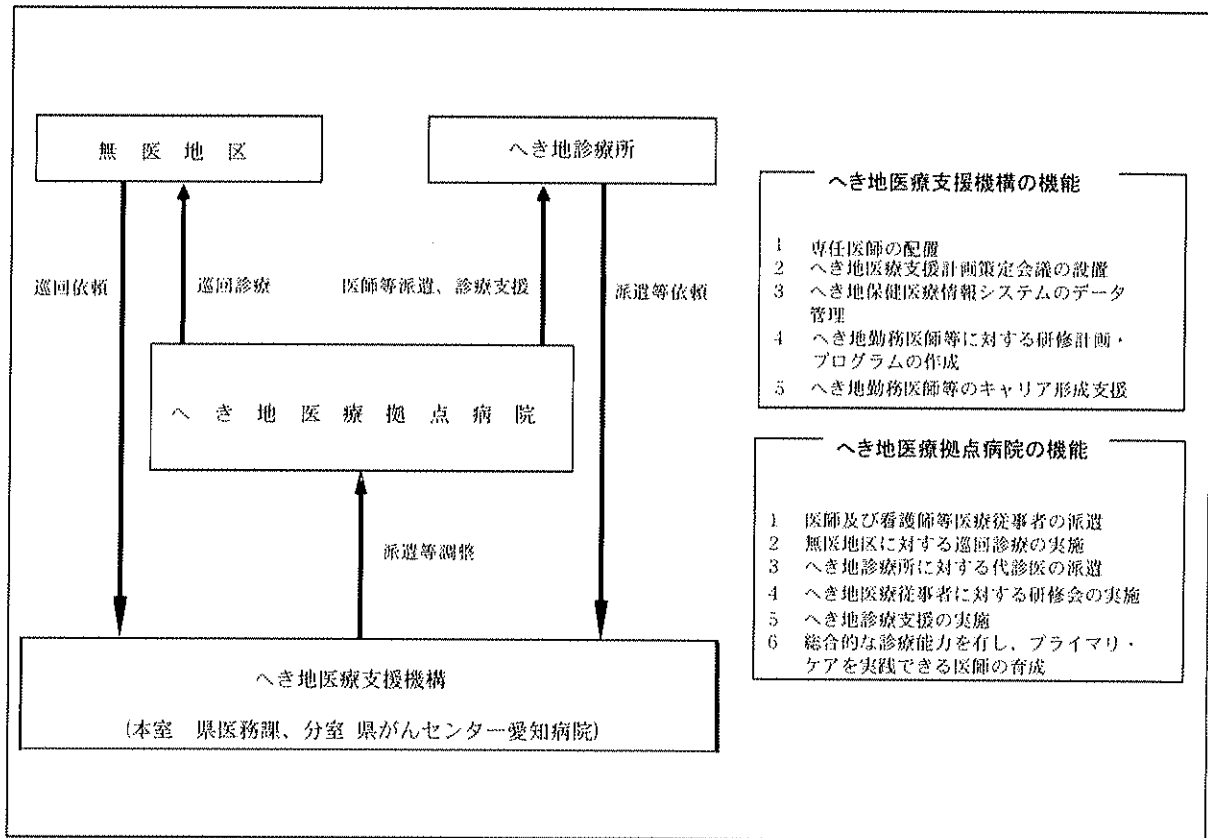 無医地区
へき地診療所
巡回依頼
巡回診療
医師等派遣、診療支援
派遣等依頼
へき地医療拠点病院
派遣等調整
へき地医療支援機構
(本室 県医務課、分室 県がんセンター愛知病院)
へき地医療支援機構の機能
1 専任医師の配置
2 へき地医療支援計画策定会議の設置
3 へき地保健医療情報システムのデータ
管理
4 へき地勤務医師等に対する研修計画・
プログラムの作成
5 へき地勤務医師等のキャリア形成支援
へき地医療拠点病院の機能
1 医師及び看護師等医療従事者の派遣
2 無医地区に対する巡回診療の実施
3 へき地診療所に対する代診医の派遣
4 へき地医療従事者に対する研修会の実施
5 へき地診療支援の実施
6 総合的な診療能力を有し、プライマリ・
ケアを実践できる医師の育成